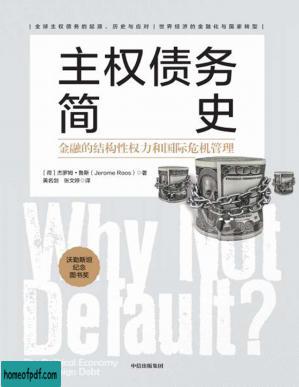 全球主权债务的起源、历史与应对 | 世界经济的金融化与国家转型
主权债务
简史
金融的结构性权力和国际危机管理
[荷] 杰罗姆·鲁斯（Jerome Roos）著
黄名剑 张文婷 译
Why Not
Default?
沃勒斯坦
纪念
图书奖
中信出版集团
homeofpdf.com
homeofpdf.com